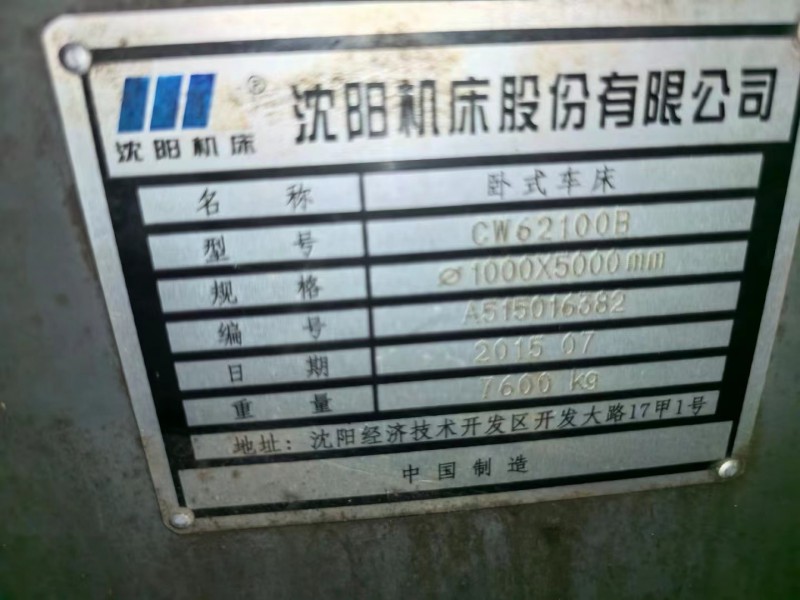 沈阳机床 ® 沈阳机床股份有限公司
名 称 卧式车床
型 号 CW62100B
规 格 ⌀1000X5000mm
编 号 A515016382
日 期 2015 07
重 量 7600 kg
地址: 沈阳经济技术开发区开发大路17甲1号
中国制造